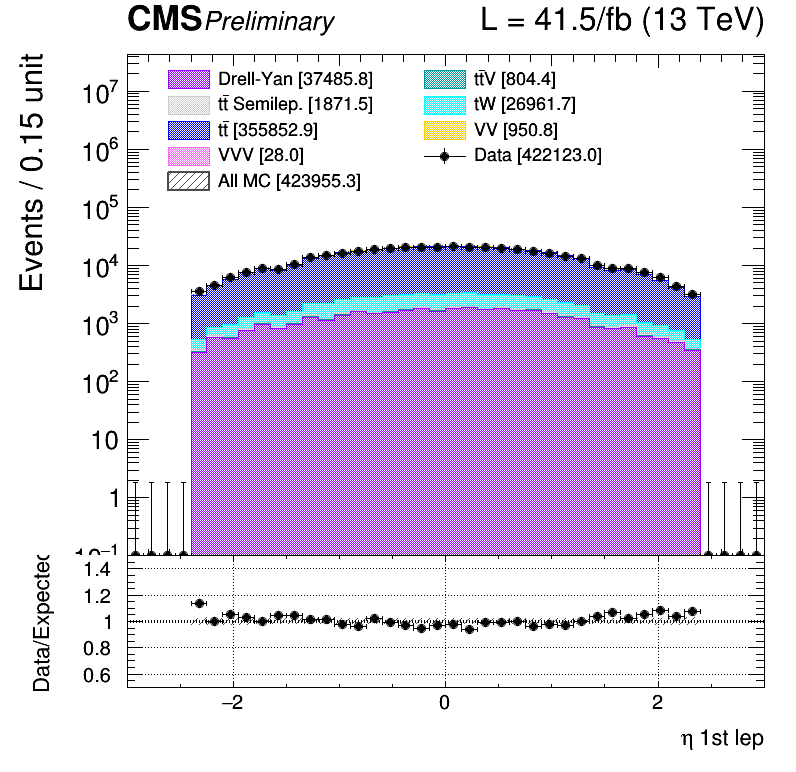 CMS Preliminary L = 41.5/fb (13 TeV)
Events / 0.15 unit
Drell-Yan [37485.8]
tt̄ Semilep. [1871.5]
tt̄ [355852.9]
VVV [28.0]
All MC [423955.3]
tt̄V [804.4]
tW [26961.7]
VV [950.8]
Data [422123.0]
10⁷
10⁶
10⁵
10⁴
10³
10²
10
1
10⁻¹
Data/Expected
1.4
1.2
1
0.8
0.6
−2 0 2
η 1st lep